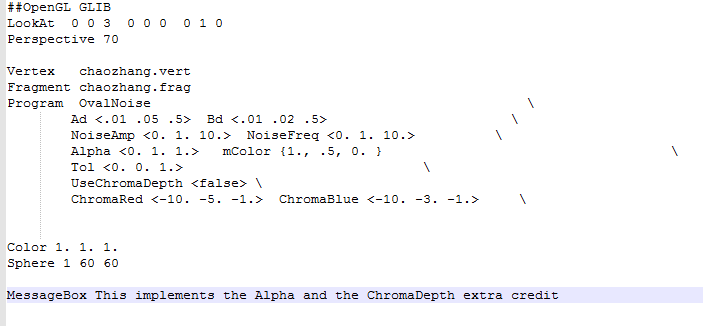 ##OpenGL GLIB
LookAt  0 0 3  0 0 0  0 1 0
Perspective 70
Vertex   chaozhang.vert
Fragment chaozhang.frag
Program  OvalNoise \
Ad <.01 .05 .5>  Bd <.01 .02 .5> \
NoiseAmp <0. 1. 10.>  NoiseFreq <0. 1. 10.> \
Alpha <0. 1. 1.>   mColor {1., .5, 0. } \
Tol <0. 0. 1.> \
UseChromaDepth <false> \
ChromaRed <-10. -5. -1.>  ChromaBlue <-10. -3. -1.> \
Color 1. 1. 1.
Sphere 1 60 60
MessageBox This implements the Alpha and the ChromaDepth extra credit